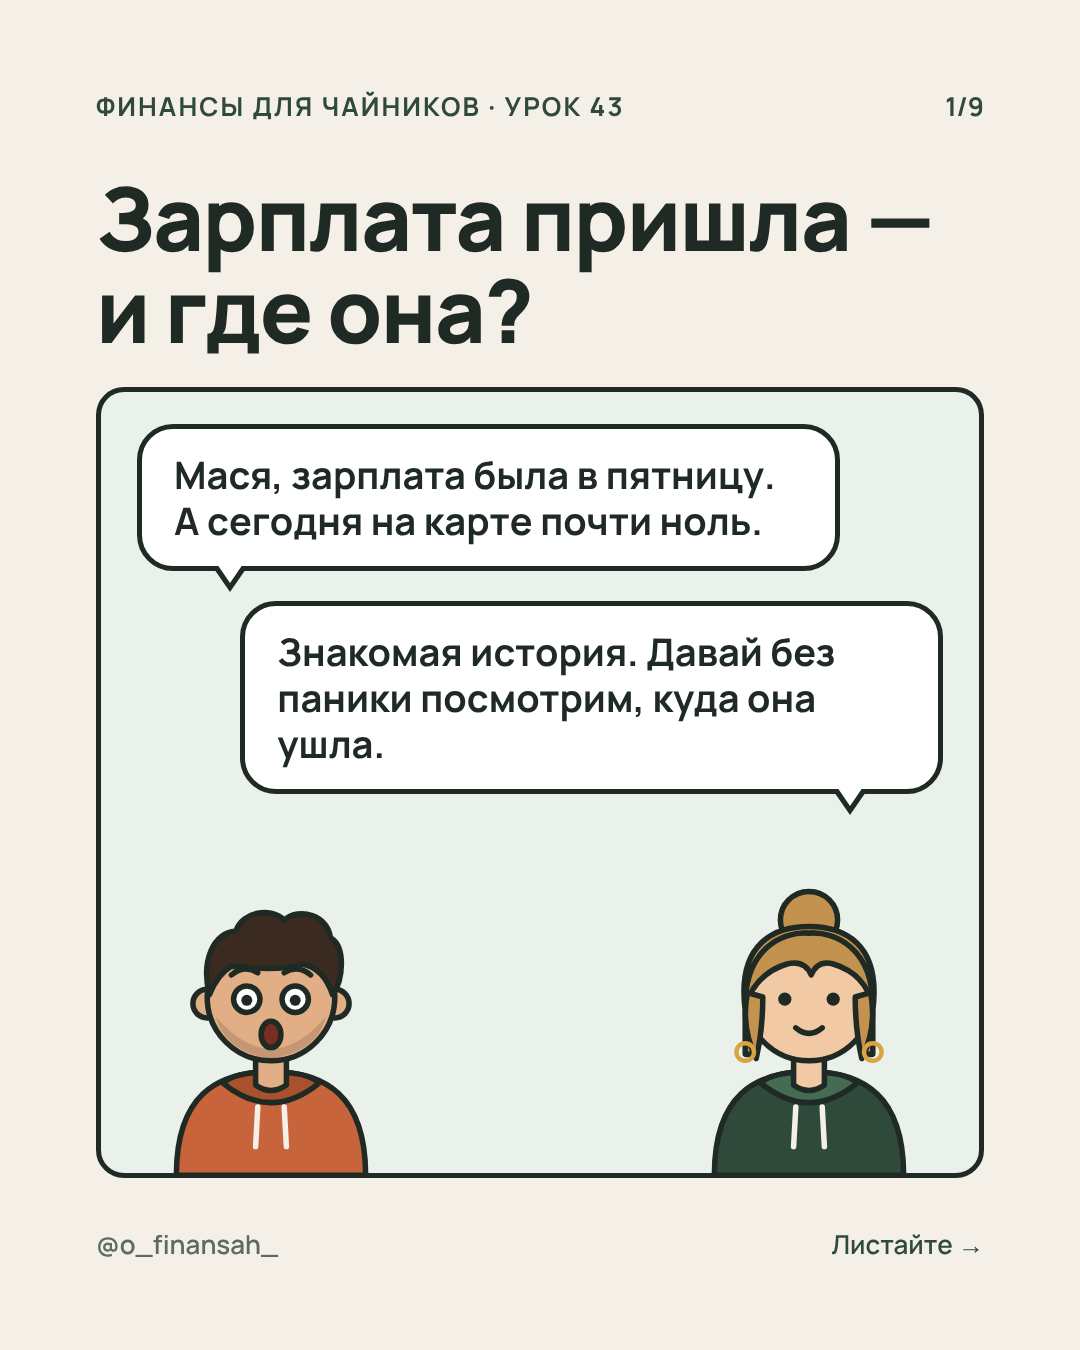 ФИНАНСЫ ДЛЯ ЧАЙНИКОВ · УРОК 43
1/9
Зарплата пришла —
и где она?
Мася, зарплата была в пятницу.
А сегодня на карте почти ноль.
Знакомая история. Давай без
паники посмотрим, куда она
ушла.
@o_finansah_
Листайте →